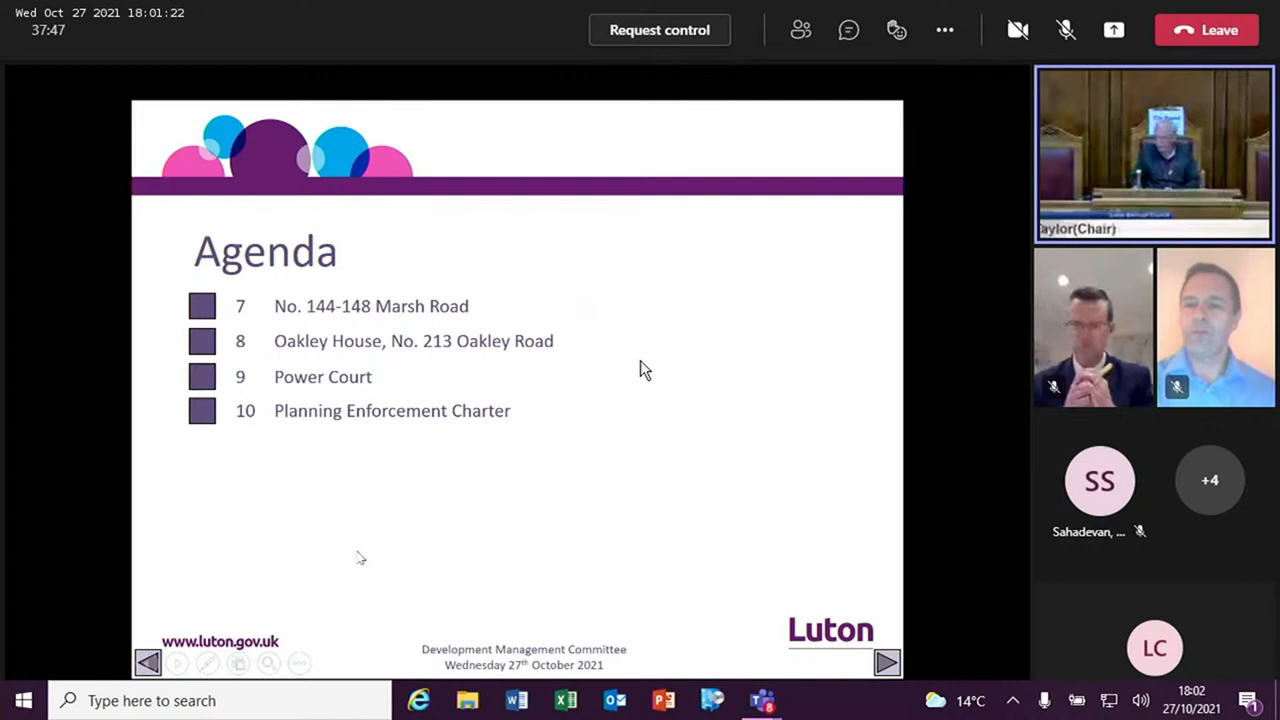 Wed Oct 27 2021 18:01:22
37:47
Request control
Leave
Agenda
7 No. 144-148 Marsh Road
8 Oakley House, No. 213 Oakley Road
9 Power Court
10 Planning Enforcement Charter
www.luton.gov.uk
Development Management Committee
Wednesday 27th October 2021
Luton
aylor(Chair)
SS
+4
Sahadevan, ...
LC
Type here to search
8
14°C
18:02
27/10/2021
1